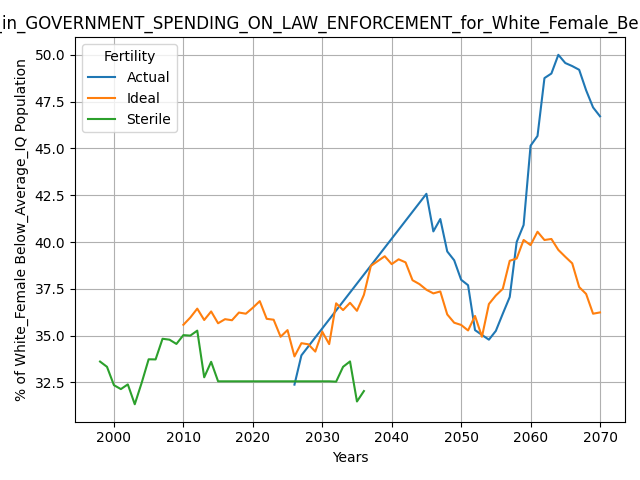 _in_GOVERNMENT_SPENDING_ON_LAW_ENFORCEMENT_for_White_Female_Be
Fertility
Actual
Ideal
Sterile
% of White_Female Below_Average_IQ Population
50.0
47.5
45.0
42.5
40.0
37.5
35.0
32.5
2000 2010 2020 2030 2040 2050 2060 2070
Years